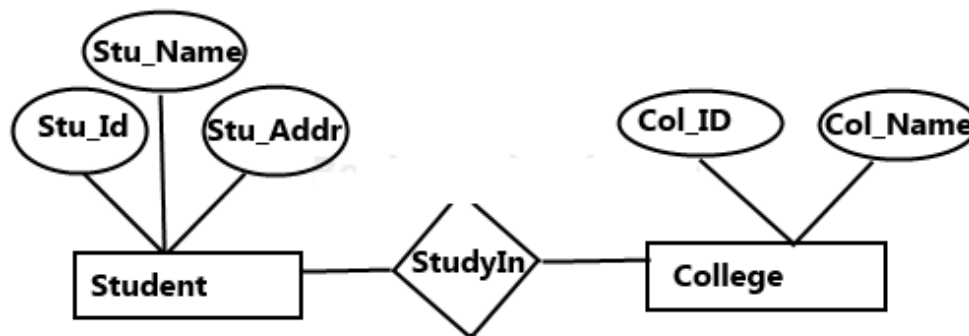 Stu_Name
Stu_Id
Stu_Addr
Col_ID
Col_Name
Student
StudyIn
College